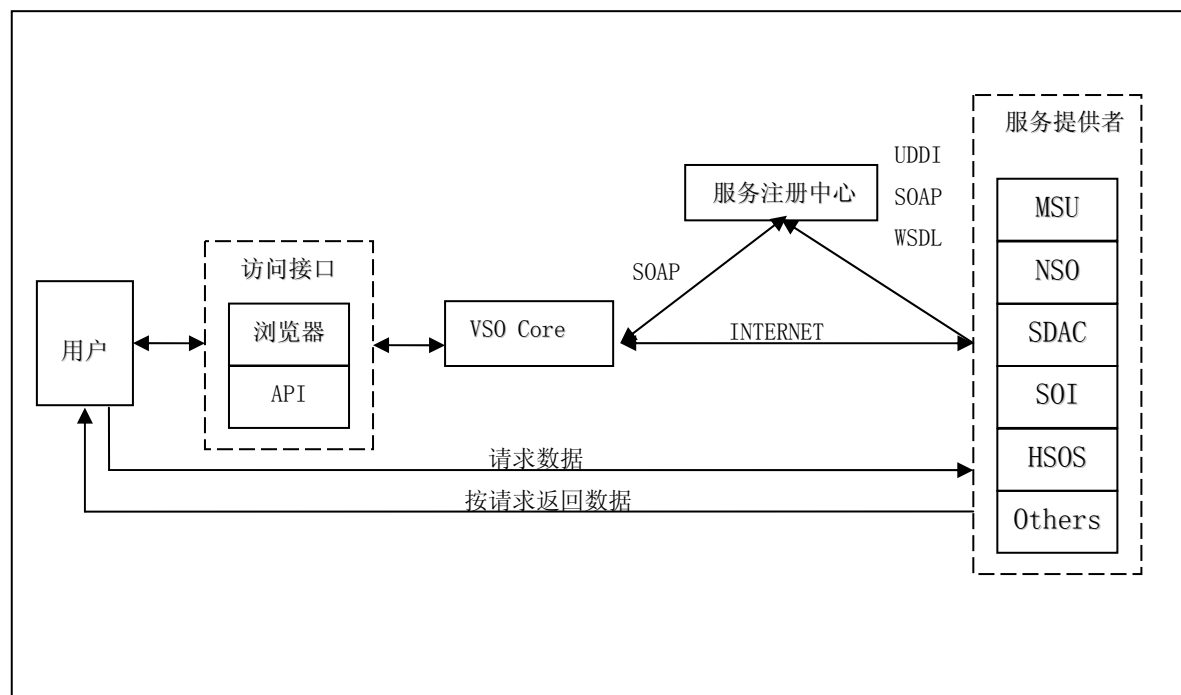 服务提供者
UDDI
服务注册中心
SOAP
MSU
WSDL
SOAP
NSO
访问接口
浏览器
VSO Core
INTERNET
SDAC
用户
API
SOI
请求数据
HSOS
按请求返回数据
Others